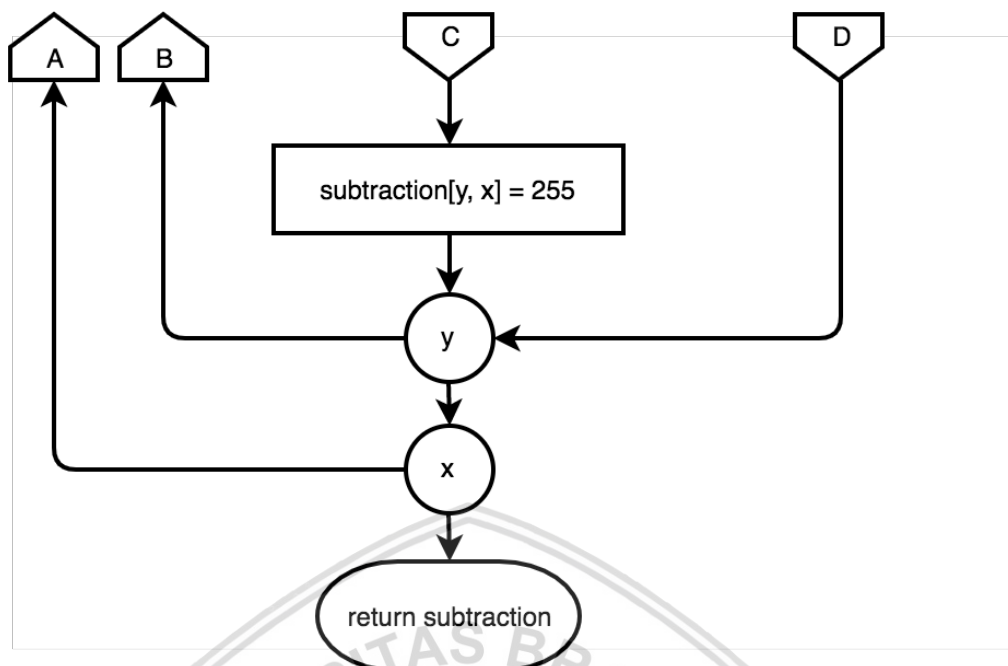 A
B
C
D
subtraction[y, x] = 255
y
x
return subtraction